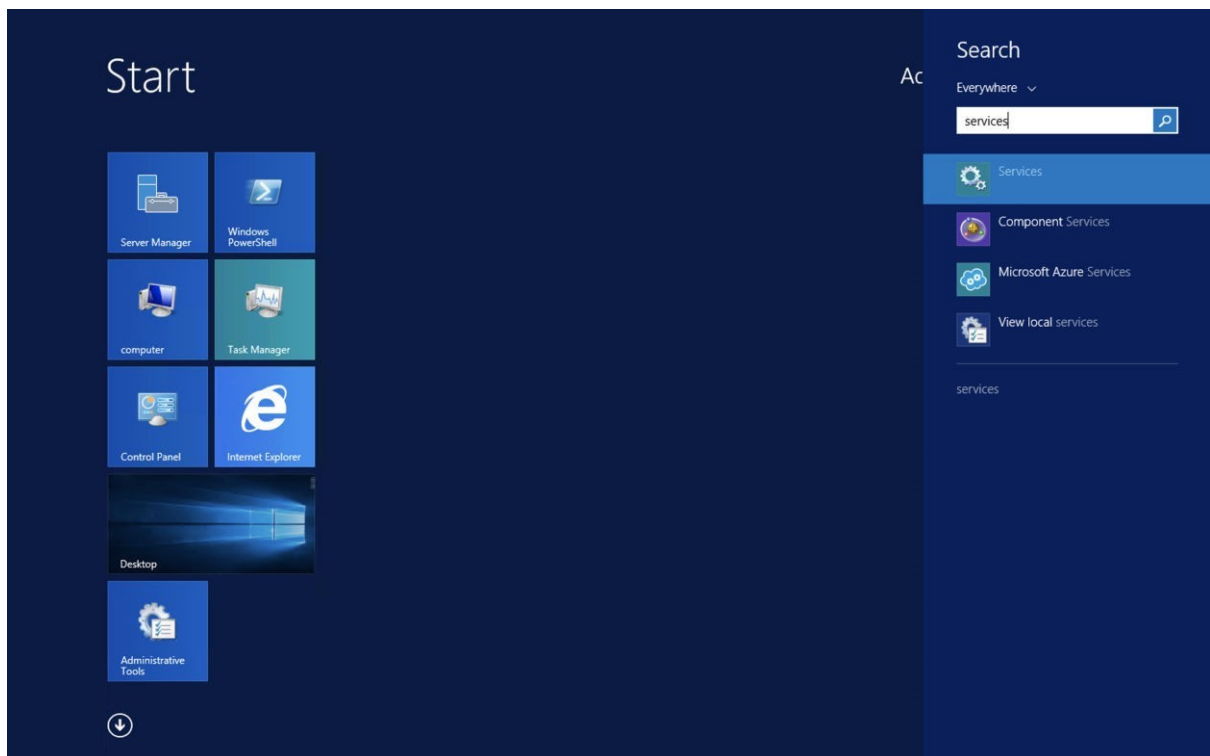 Start
Ac
Server Manager
Windows
PowerShell
computer
Task Manager
Control Panel
Internet Explorer
Desktop
Administrative
Tools
Search
Everywhere
services
Services
Component Services
Microsoft Azure Services
View local services
services